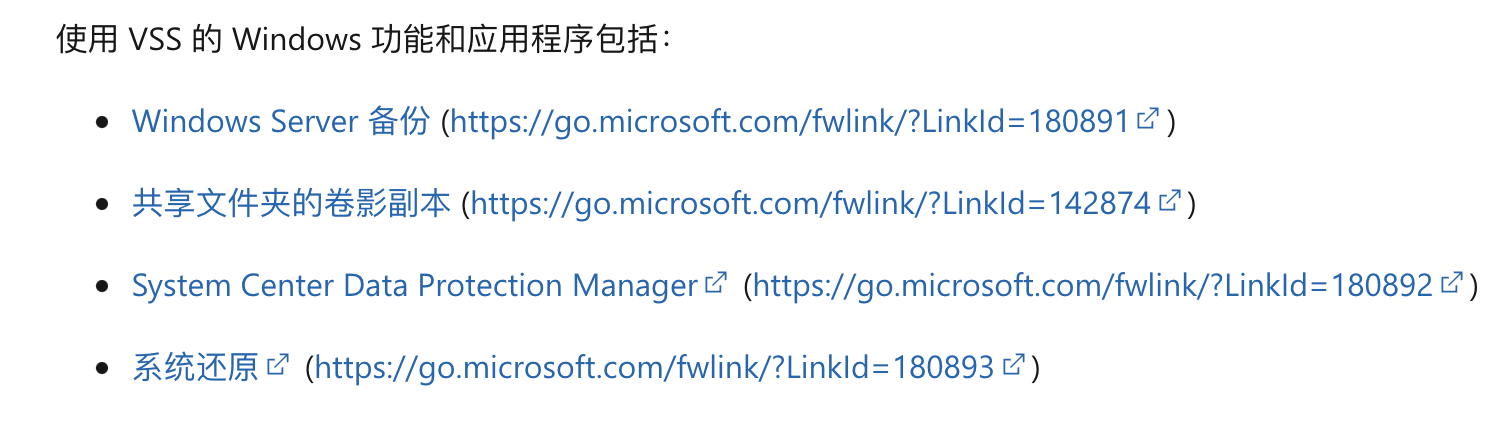 使用 VSS 的 Windows 功能和应用程序包括：
• Windows Server 备份 (https://go.microsoft.com/fwlink/?LinkId=180891)
• 共享文件夹的卷影副本 (https://go.microsoft.com/fwlink/?LinkId=142874)
• System Center Data Protection Manager (https://go.microsoft.com/fwlink/?LinkId=180892)
• 系统还原 (https://go.microsoft.com/fwlink/?LinkId=180893)